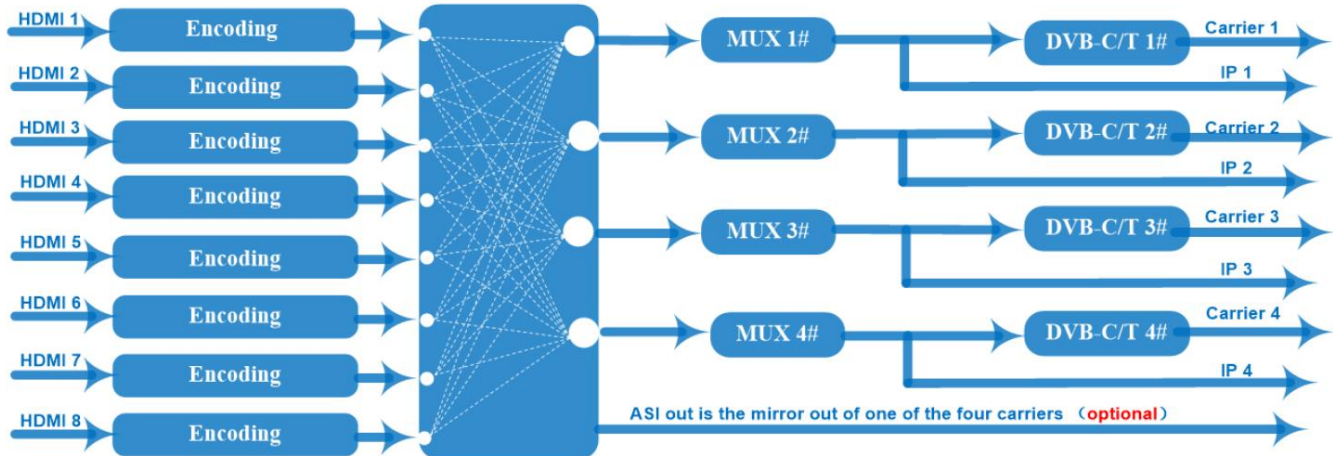 HDMI 1
Encoding
MUX 1#
DVB-C/T 1#
Carrier 1
IP 1
HDMI 2
Encoding
MUX 2#
DVB-C/T 2#
Carrier 2
IP 2
HDMI 3
Encoding
HDMI 4
Encoding
MUX 3#
DVB-C/T 3#
Carrier 3
IP 3
HDMI 5
Encoding
HDMI 6
Encoding
MUX 4#
DVB-C/T 4#
Carrier 4
IP 4
HDMI 7
Encoding
HDMI 8
Encoding
ASI out is the mirror out of one of the four carriers （optional）